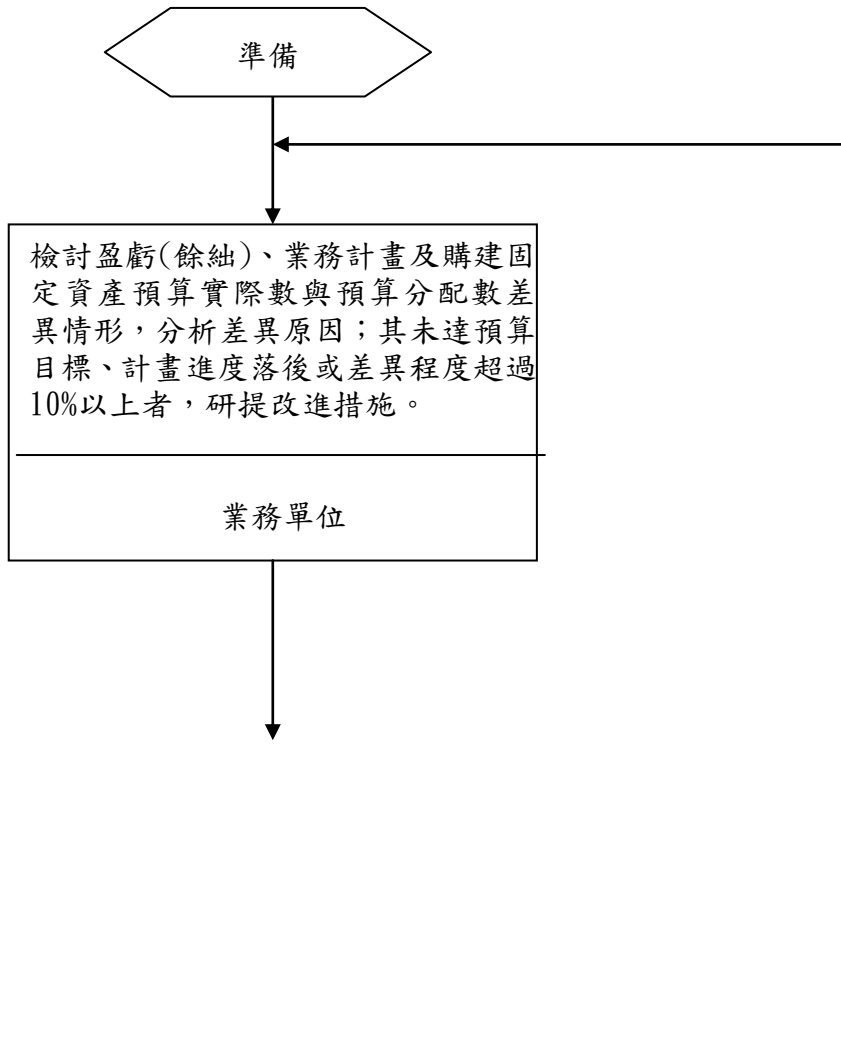 準備
檢討盈虧(餘絀)、業務計畫及購建固
定資產預算實際數與預算分配數差
異情形，分析差異原因；其未達預算
目標、計畫進度落後或差異程度超過
10%以上者，研提改進措施。
業務單位